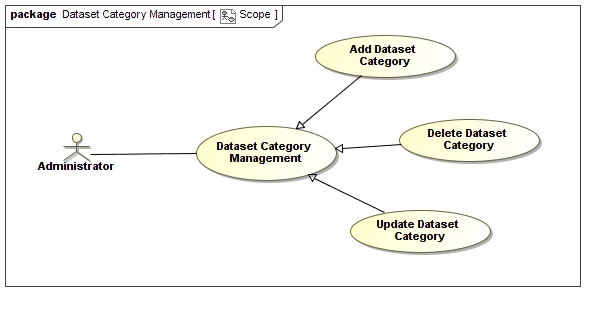 package Dataset Category Management [ Scope ]
Add Dataset
Category
Dataset Category
Management
Delete Dataset
Category
Administrator
Update Dataset
Category